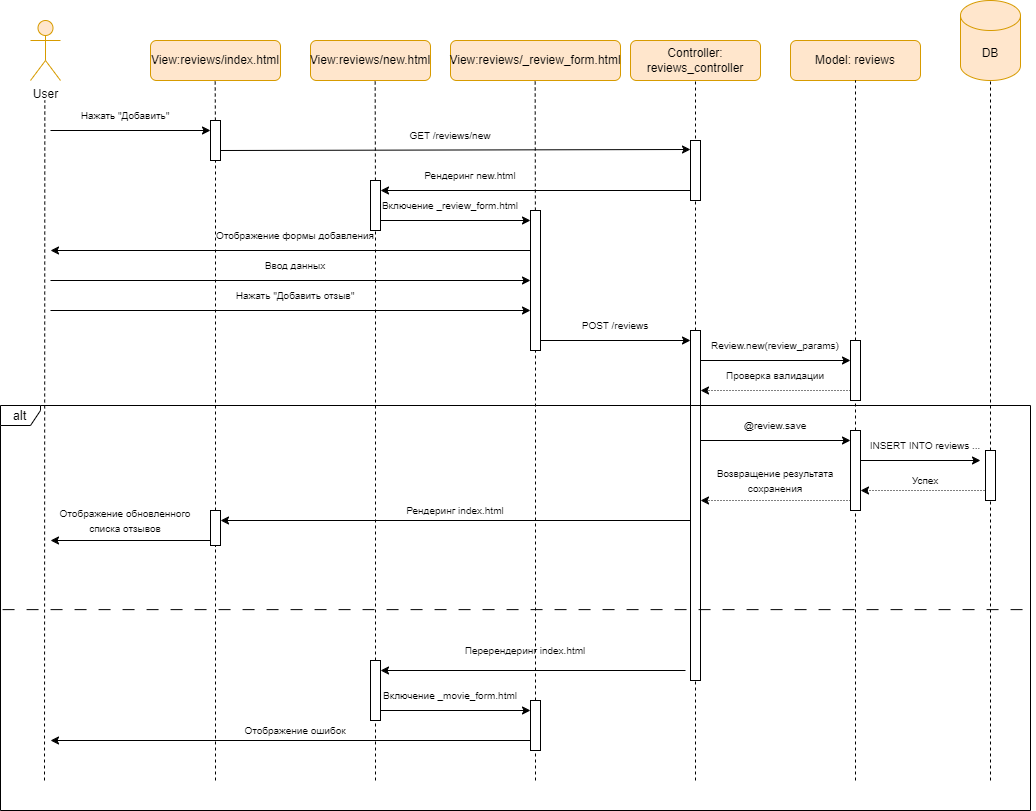 User
View:reviews/index.html
View:reviews/new.html
View:reviews/_review_form.html
Controller:
reviews_controller
Model: reviews
DB
Нажать "Добавить"
GET /reviews/new
Рендеринг new.html
Включение _review_form.html
Отображение формы добавления
Ввод данных
Нажать "Добавить отзыв"
POST /reviews
Review.new(review_params)
Проверка валидации
alt
@review.save
INSERT INTO reviews ...
Возвращение результата
сохранения
Успех
Рендеринг index.html
Отображение обновленного
списка отзывов
Перерендеринг index.html
Включение _movie_form.html
Отображение ошибок